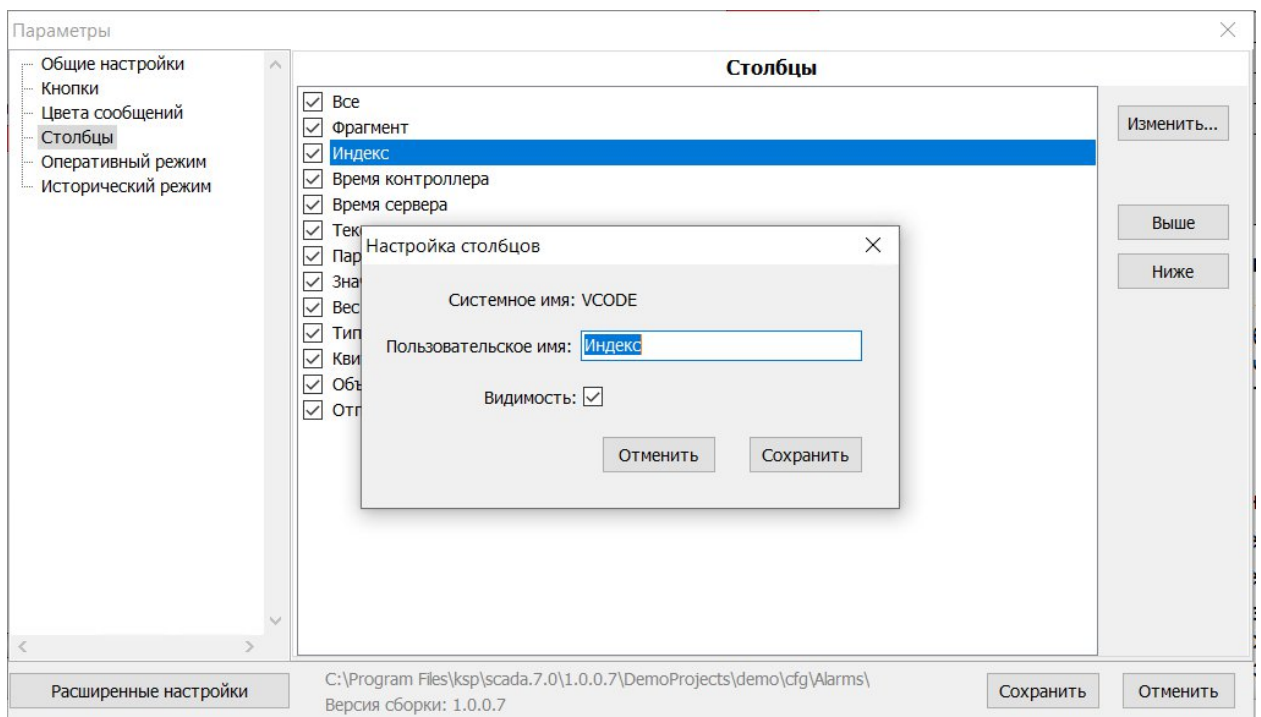 Параметры
Общие настройки
Кнопки
Цвета сообщений
Столбцы
Оперативный режим
Исторический режим
Столбцы
Все
Фрагмент
Индекс
Время контроллера
Время сервера
Настройка столбцов
Системное имя: VCODE
Пользовательское имя: Индекс
Видимость:
Отменить
Сохранить
Изменить...
Выше
Ниже
Расширенные настройки
C:\Program Files\ksp\scada.7.0\1.0.0.7\DemoProjects\demo\cfg\Alarms\
Версия сборки: 1.0.0.7
Сохранить
Отменить